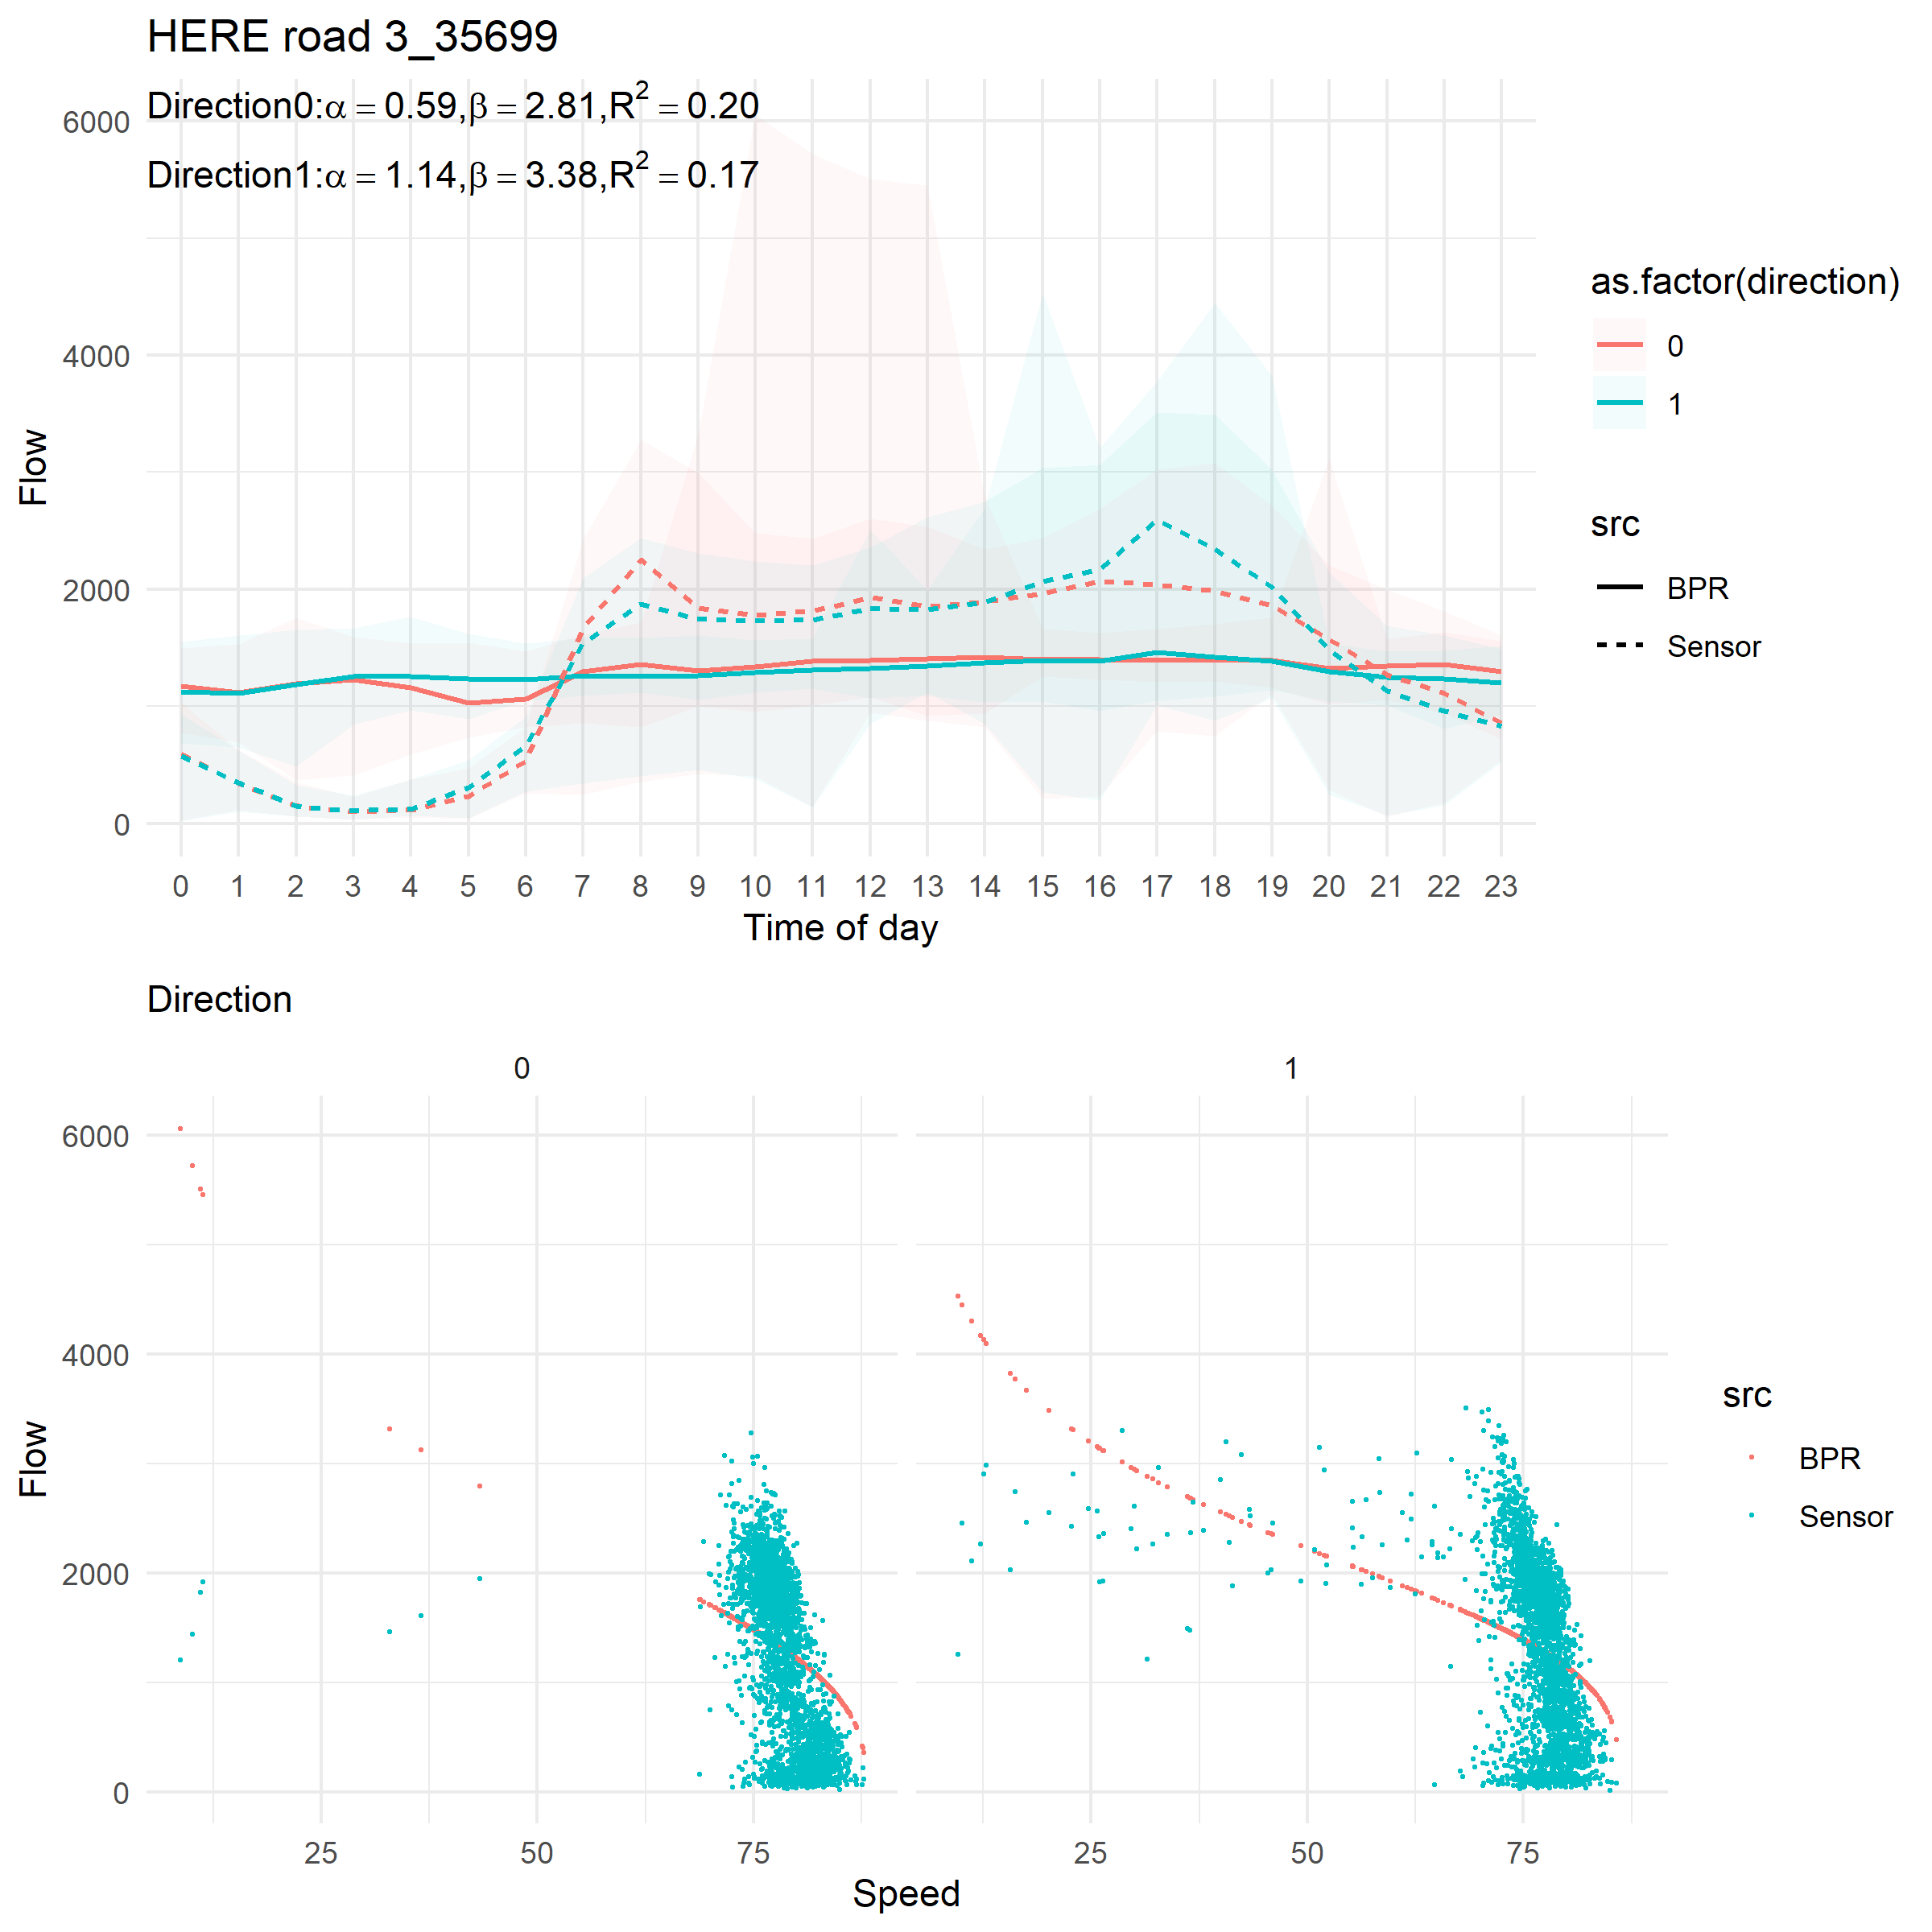 HERE road 3_35699
Direction0:α = 0.59,β = 2.81,R² = 0.20
Direction1:α = 1.14,β = 3.38,R² = 0.17
6000
4000
2000
0
Flow
0 1 2 3 4 5 6 7 8 9 10 11 12 13 14 15 16 17 18 19 20 21 22 23
Time of day
as.factor(direction)
0
1
src
BPR
Sensor
Direction
0 1
6000
4000
2000
0
Flow
25 50 75 25 50 75
Speed
src
BPR
Sensor